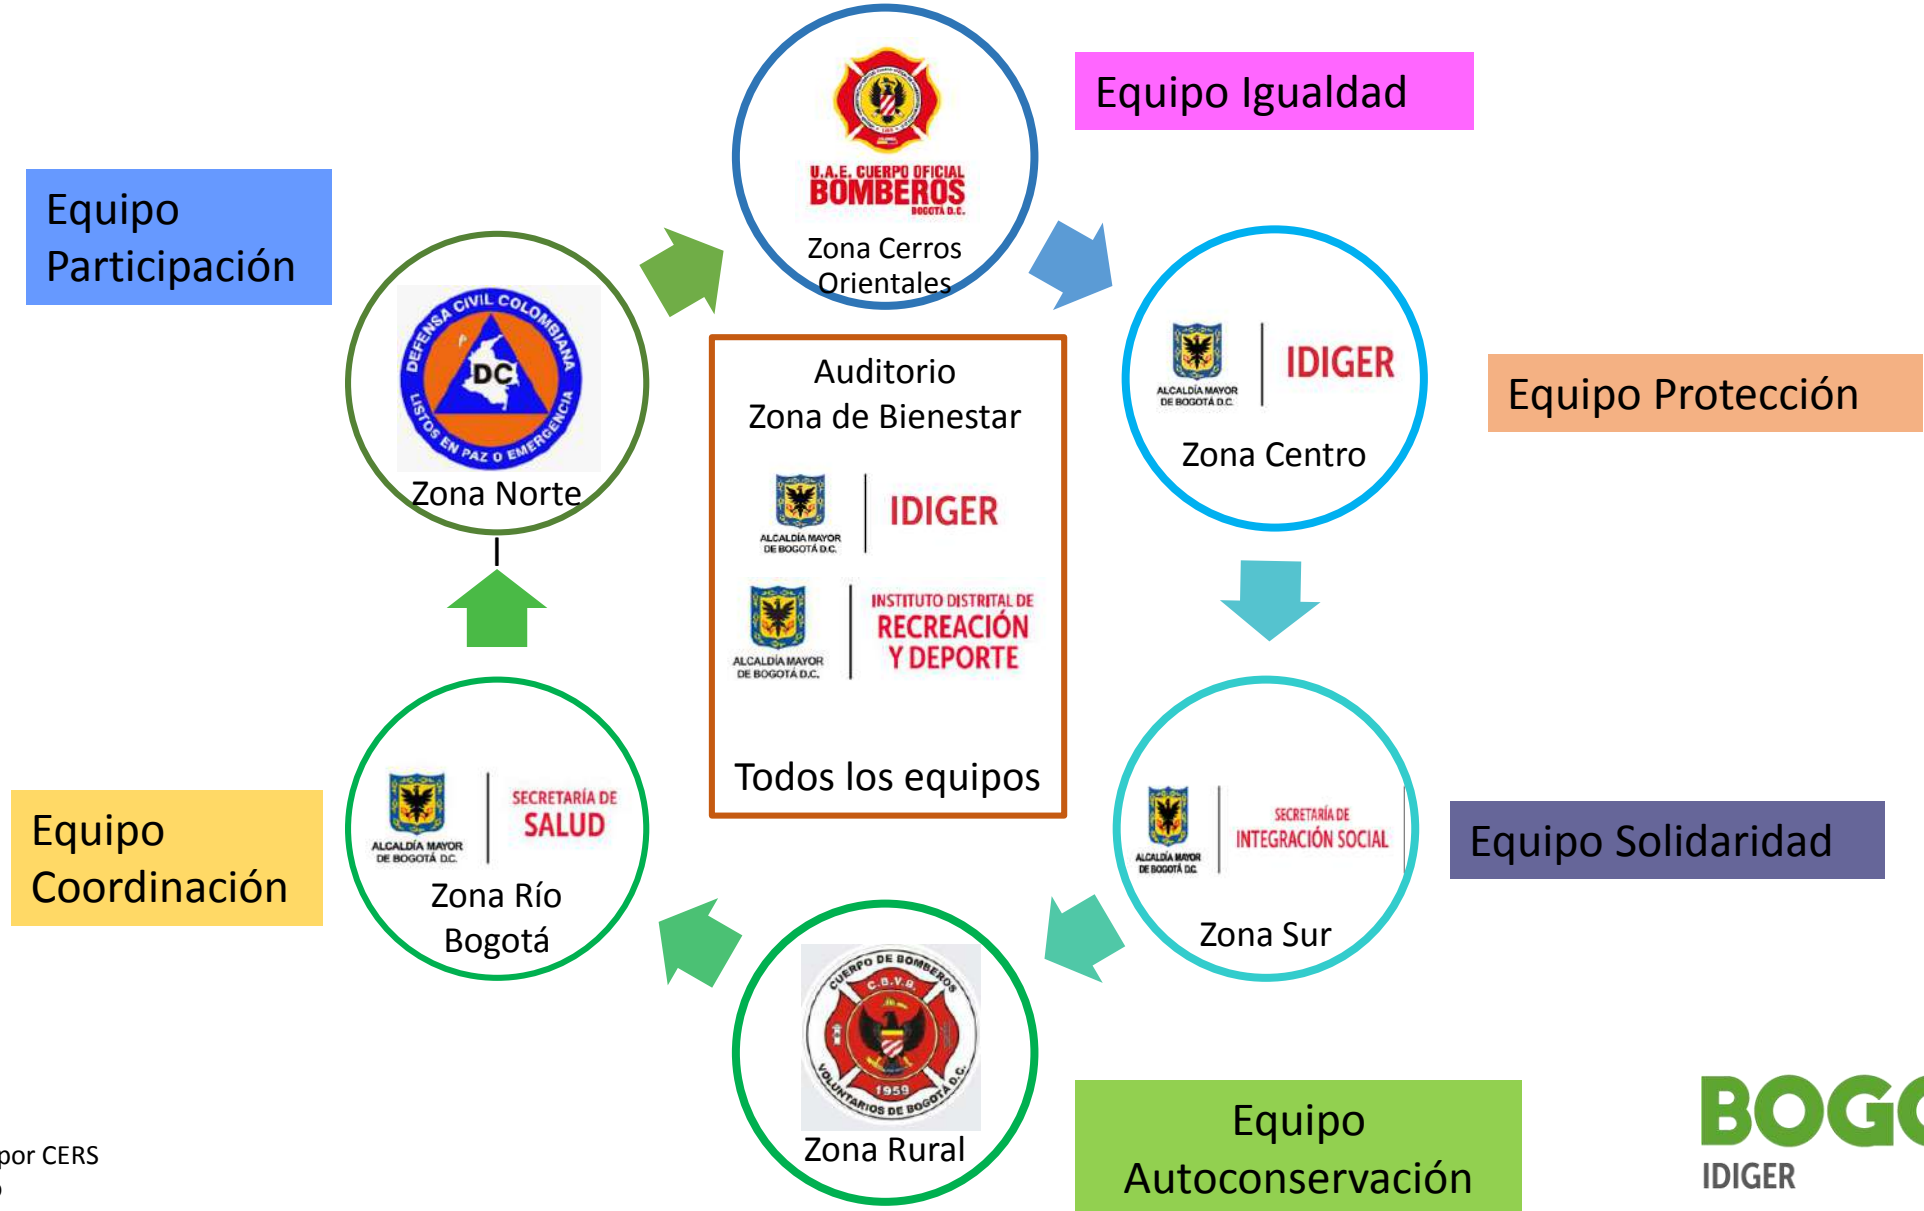 Equipo Igualdad
U.A.E. CUERPO OFICIAL
BOMBEROS
BOGOTÁ D.C.
Zona Cerros
Orientales
Equipo
Participación
DEFENSA CIVIL COLOMBIANA
DC
LISTOS EN PAZ O EMERGENCIA
Zona Norte
ALCALDÍA MAYOR
DE BOGOTÁ D.C.
IDIGER
Zona Centro
Equipo Protección
Auditorio
Zona de Bienestar
ALCALDÍA MAYOR
DE BOGOTÁ D.C.
IDIGER
ALCALDÍA MAYOR
DE BOGOTÁ D.C.
INSTITUTO DISTRITAL DE
RECREACIÓN
Y DEPORTE
Todos los equipos
Equipo
Coordinación
ALCALDÍA MAYOR
DE BOGOTÁ D.C.
SECRETARÍA DE
SALUD
Zona Río
Bogotá
ALCALDÍA MAYOR
DE BOGOTÁ D.C.
SECRETARÍA DE
INTEGRACIÓN SOCIAL
Zona Sur
Equipo Solidaridad
CUERPO DE BOMBEROS
C.B.V.B.
1959
VOLUNTARIOS DE BOGOTÁ D.C.
Zona Rural
Equipo
Autoconservación
por CERS
BOGO
IDIGER